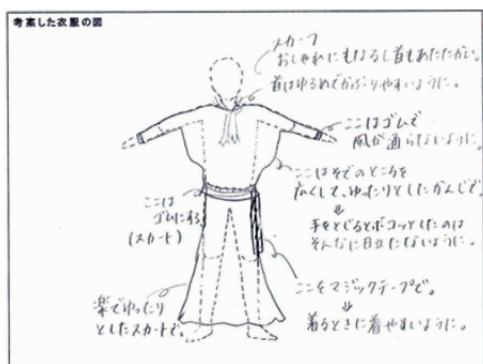 考案した衣服の図
スカーフ
おしゃれにもなるし首もあたたかい。
首はゆるめでかぶりやすいように。
ここはゴムで
風が通らないように。
ここはそでのところを
広くして、ゆったりとしたかんじで。
⇓
手をとじるとボコッとしたのは
そんなに目立たないように。
ここは
ゴムにする
(スカート)
ここをマジックテープで。
⇓
着るときに着やすいように。
楽でゆったり
としたスカートで。